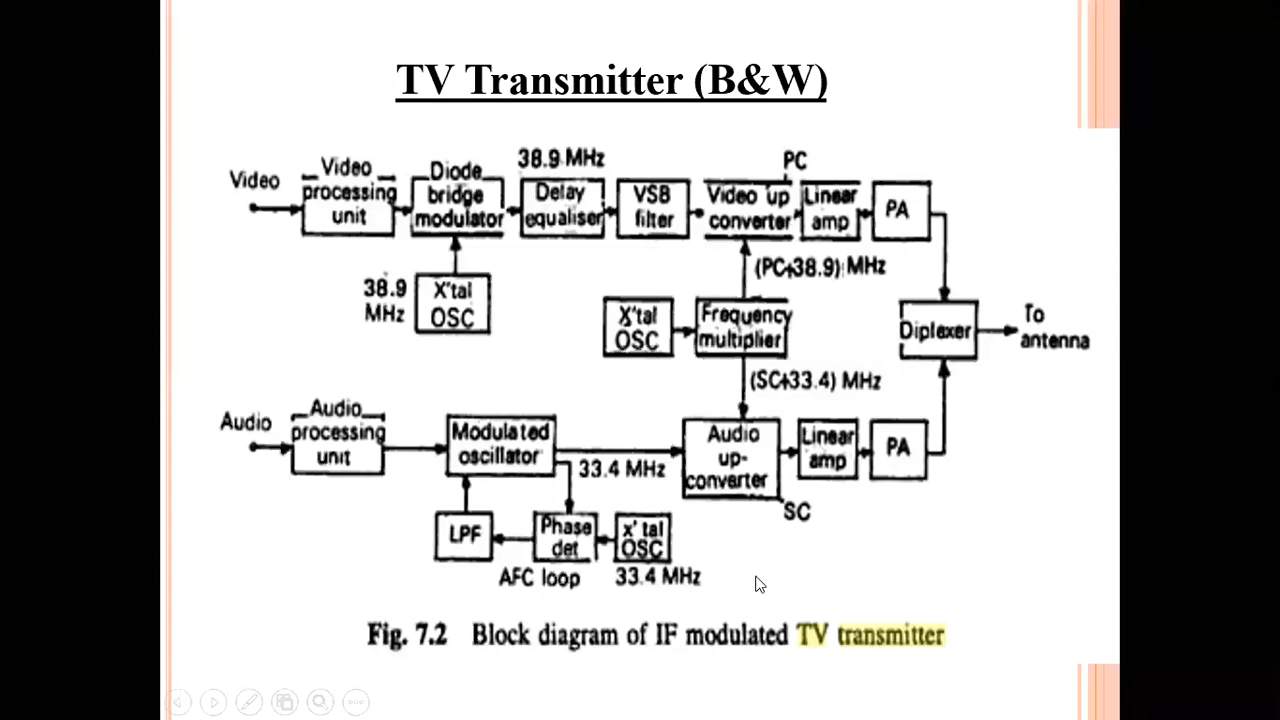 TV Transmitter (B&W)
Video
Video
processing
unit
Diode
bridge
modulator
38.9 MHz
Delay
equaliser
VSB
filter
PC
Video up
converter
Linear
amp
PA
38.9
MHz
X'tal
OSC
(PC+38.9) MHz
X'tal
OSC
Frequency
multiplier
Diplexer
To
antenna
(SC+33.4) MHz
Audio
Audio
processing
unit
Modulated
oscillator
33.4 MHz
Audio
up-
converter
SC
Linear
amp
PA
LPF
Phase
det
x'tal
OSC
AFC loop
33.4 MHz
Fig. 7.2 Block diagram of IF modulated TV transmitter